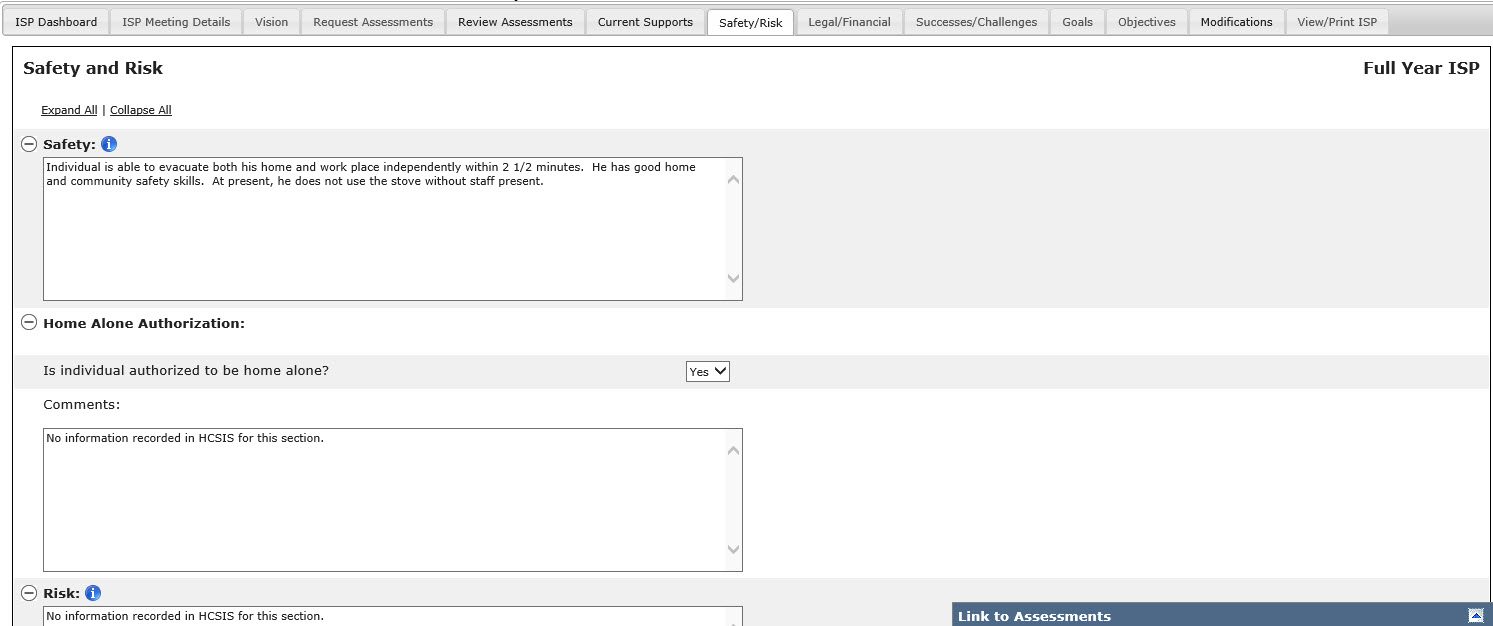 ISP Dashboard ISP Meeting Details Vision Request Assessments Review Assessments Current Supports Safety/Risk Legal/Financial Successes/Challenges Goals Objectives Modifications View/Print ISP
Safety and Risk Full Year ISP
Expand All | Collapse All
Safety:
Individual is able to evacuate both his home and work place independently within 2 1/2 minutes.  He has good home
and community safety skills.  At present, he does not use the stove without staff present.
Home Alone Authorization:
Is individual authorized to be home alone? Yes
Comments:
No information recorded in HCSIS for this section.
Risk:
No information recorded in HCSIS for this section.
Link to Assessments